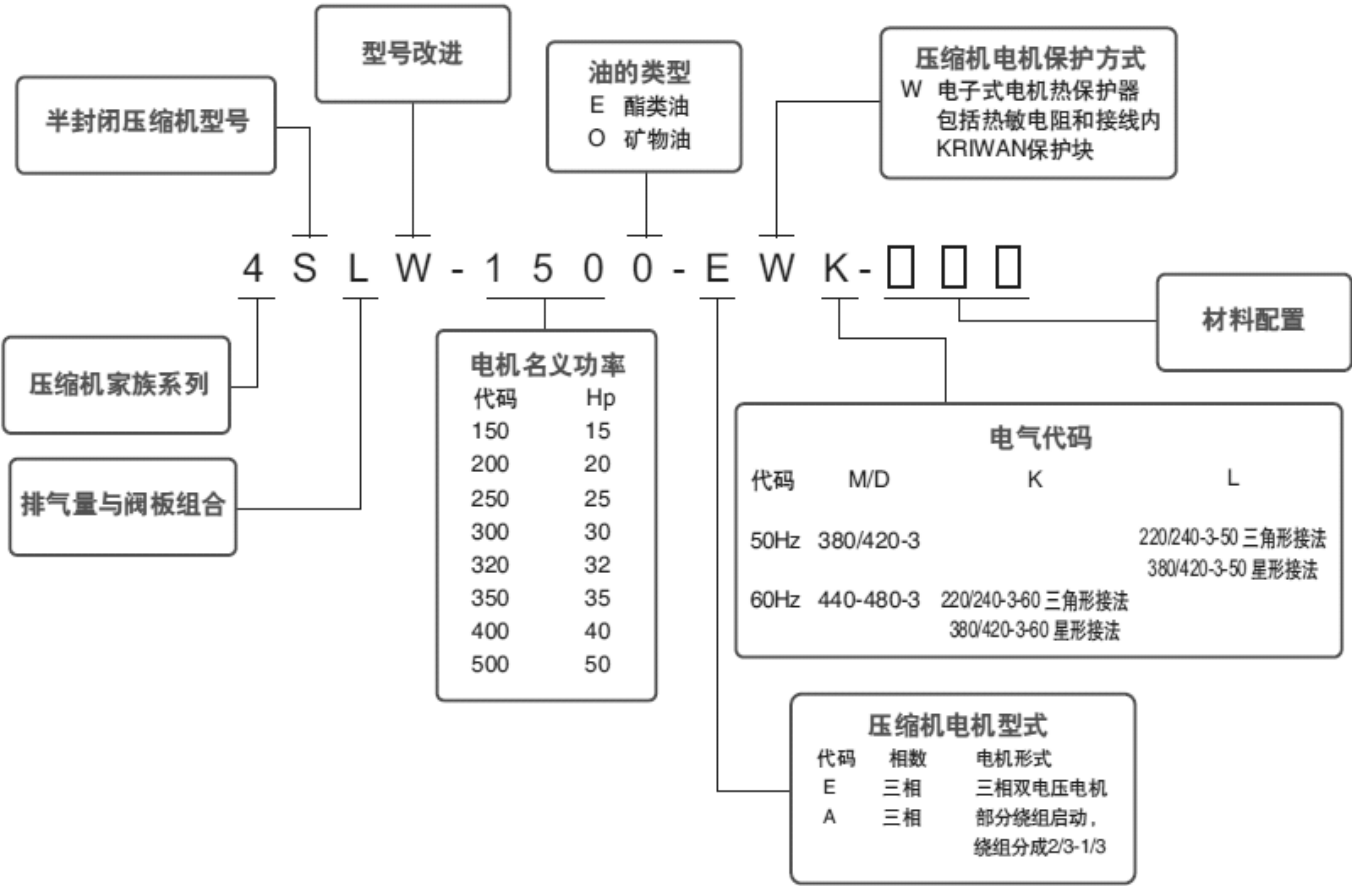 型号改进
半封闭压缩机型号
油的类型
E 酯类油
O 矿物油
压缩机电机保护方式
W 电子式电机热保护器
包括热敏电阻和接线内
KRIWAN保护块
4 S L W - 1 5 0 0 - E W K - □ □ □
压缩机家族系列
排气量与阀板组合
电机名义功率
代码 Hp
150 15
200 20
250 25
300 30
320 32
350 35
400 40
500 50
材料配置
电气代码
代码 M/D K L
50Hz 380/420-3 220/240-3-50 三角形接法
380/420-3-50 星形接法
60Hz 440-480-3 220/240-3-60 三角形接法
380/420-3-60 星形接法
压缩机电机型式
代码 相数 电机形式
E 三相 三相双电压电机
A 三相 部分绕组启动，
绕组分成2/3-1/3